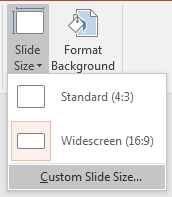 Slide Format
Size Background
Standard (4:3)
Widescreen (16:9)
Custom Slide Size...